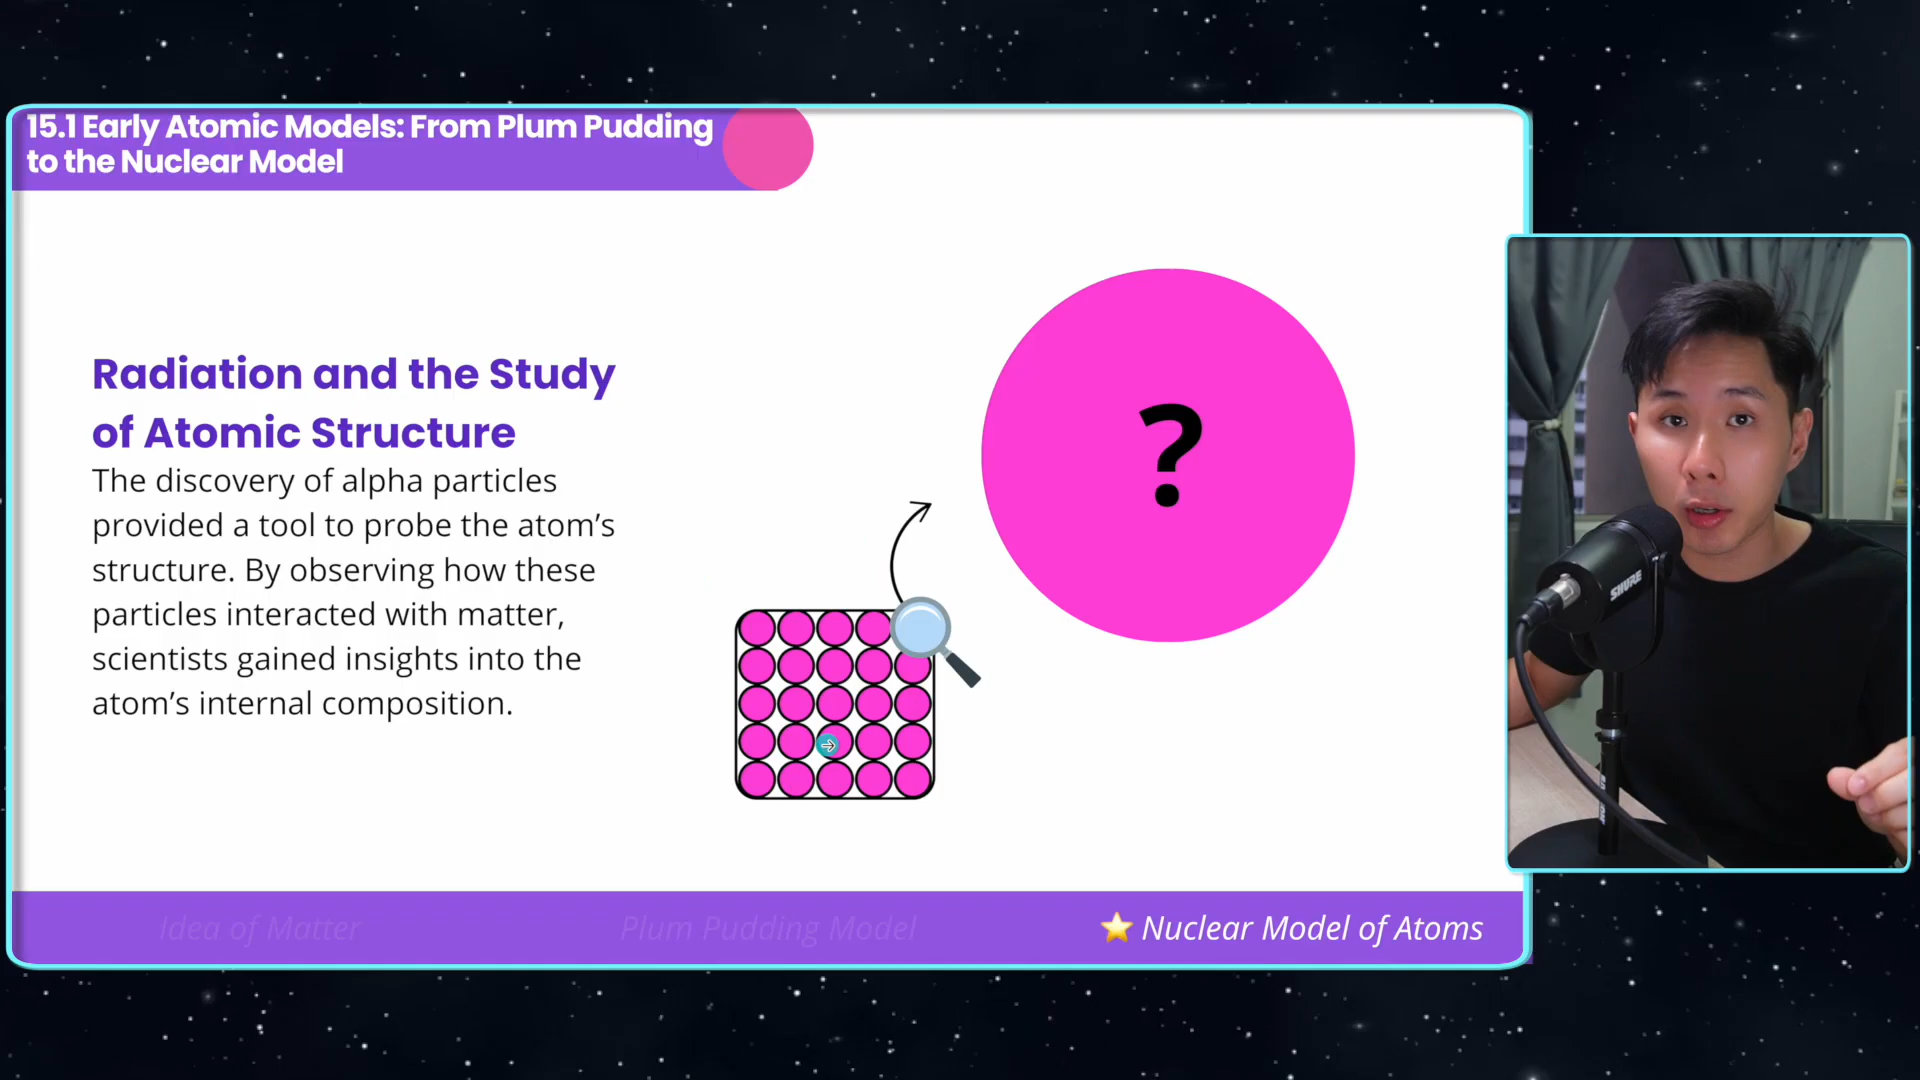 15.1 Early Atomic Models: From Plum Pudding
to the Nuclear Model
Radiation and the Study
of Atomic Structure
The discovery of alpha particles
provided a tool to probe the atom’s
structure. By observing how these
particles interacted with matter,
scientists gained insights into the
atom’s internal composition.
?
SHURE
Idea of Matter
Plum Pudding Model
Nuclear Model of Atoms